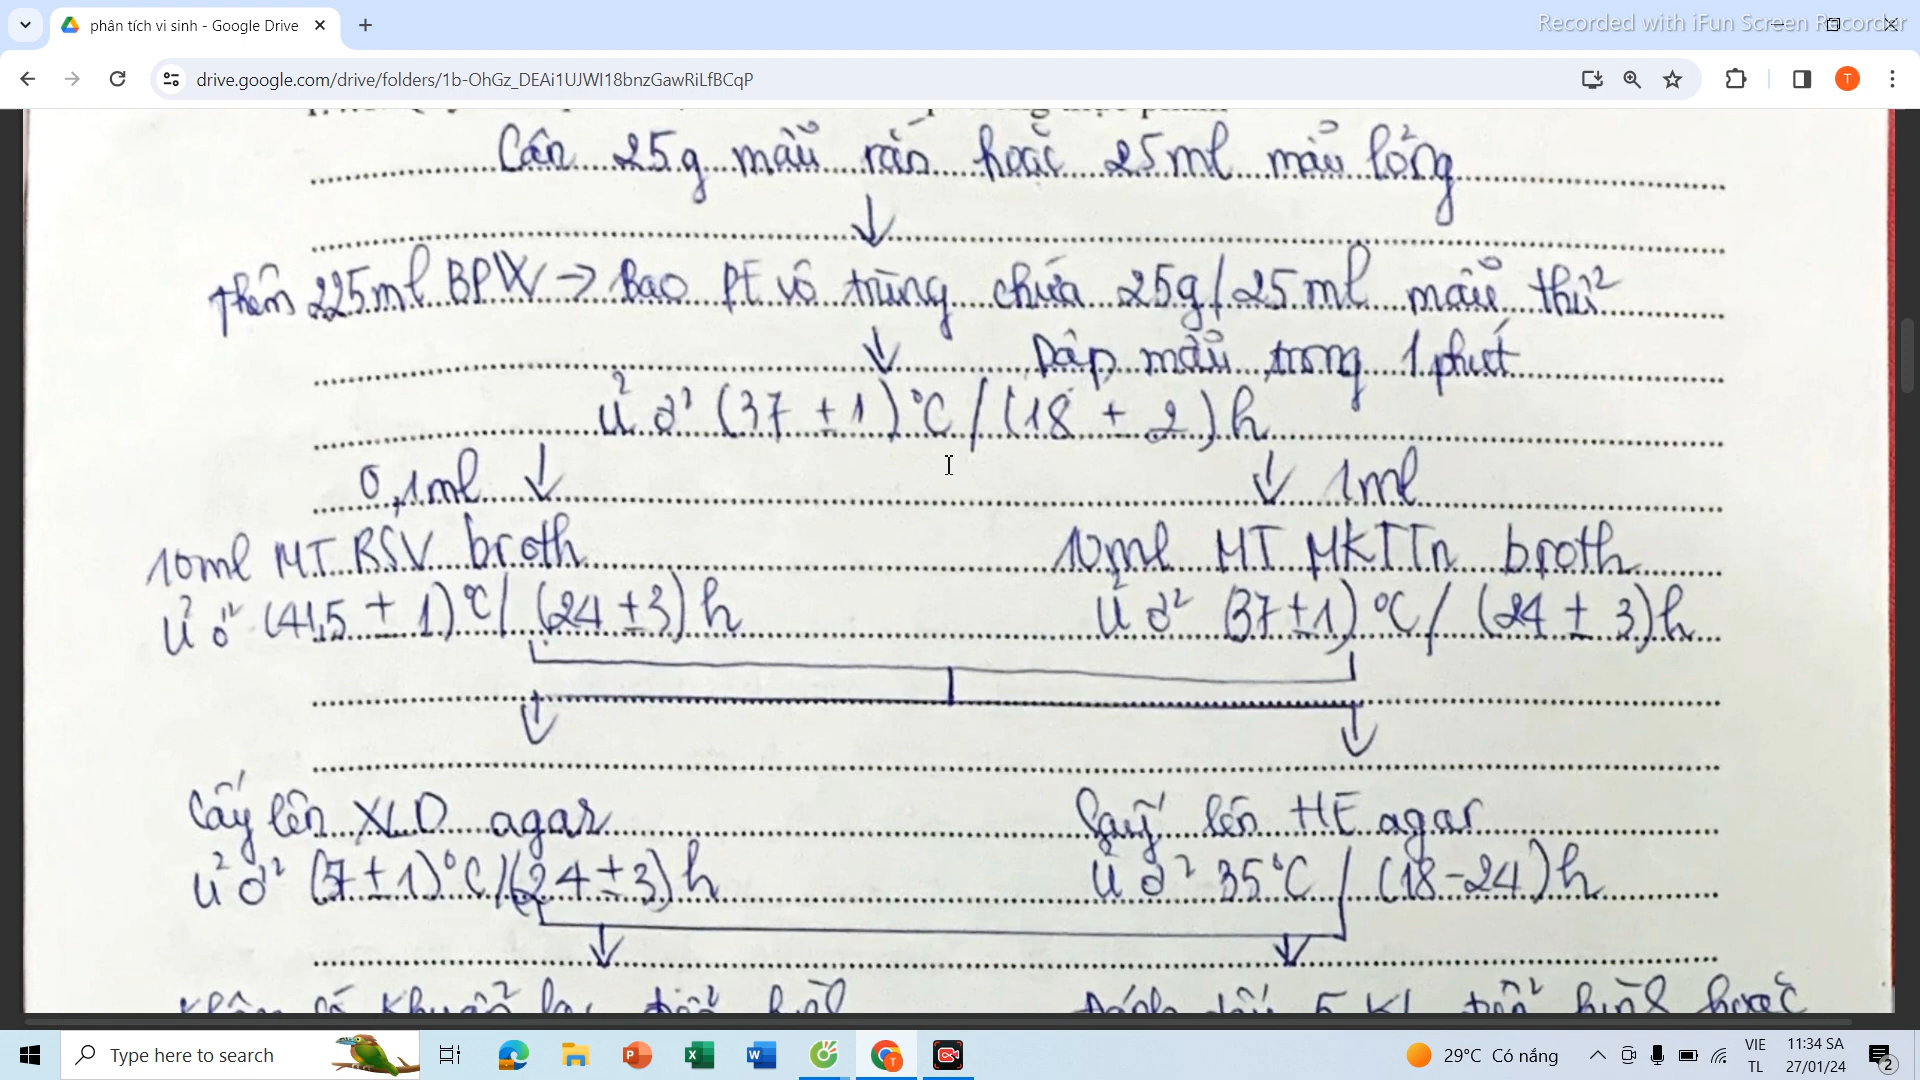 phân tích vi sinh - Google Drive
Recorded with iFun Screen Recorder
drive.google.com/drive/folders/1b-OhGz_DEAi1UJWI18bnzGawRiLfBCqP
T
Cân 25g mẫu rắn hoặc 25ml mẫu lỏng
thêm 225ml BPW → Bao PE vô trùng chứa 25g/25ml mẫu thử
Dập mẫu trong 1 phút
ủ ở (37 ± 1)°C/(18 ± 2)h
0,1ml 1ml
10ml MT RSV broth 10ml MT MKTTn broth
ủ ở (41,5 ± 1)°C/(24 ± 3)h ủ ở (37 ± 1)°C/(24 ± 3)h
Cấy lên XLD agar Cấy lên HE agar
ủ ở (37 ± 1)°C/(24 ± 3)h ủ ở 35°C/(18-24)h
Type here to search
29°C Có nắng
VIE
TL
11:34 SA
27/01/24
2